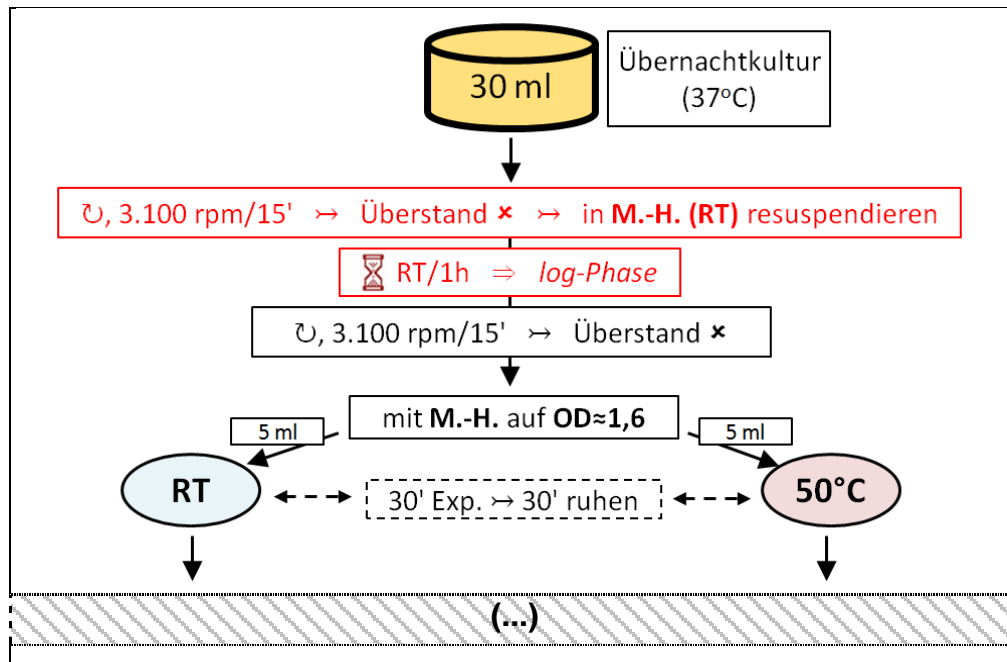 30 ml
Übernachtkultur
(37°C)
↻, 3.100 rpm/15' ↣ Überstand ✘ ↣ in M.-H. (RT) resuspendieren
⏳ RT/1h ⇒ log-Phase
↻, 3.100 rpm/15' ↣ Überstand ✘
mit M.-H. auf OD≈1,6
5 ml
5 ml
RT
30' Exp. ↣ 30' ruhen
50°C
(...)